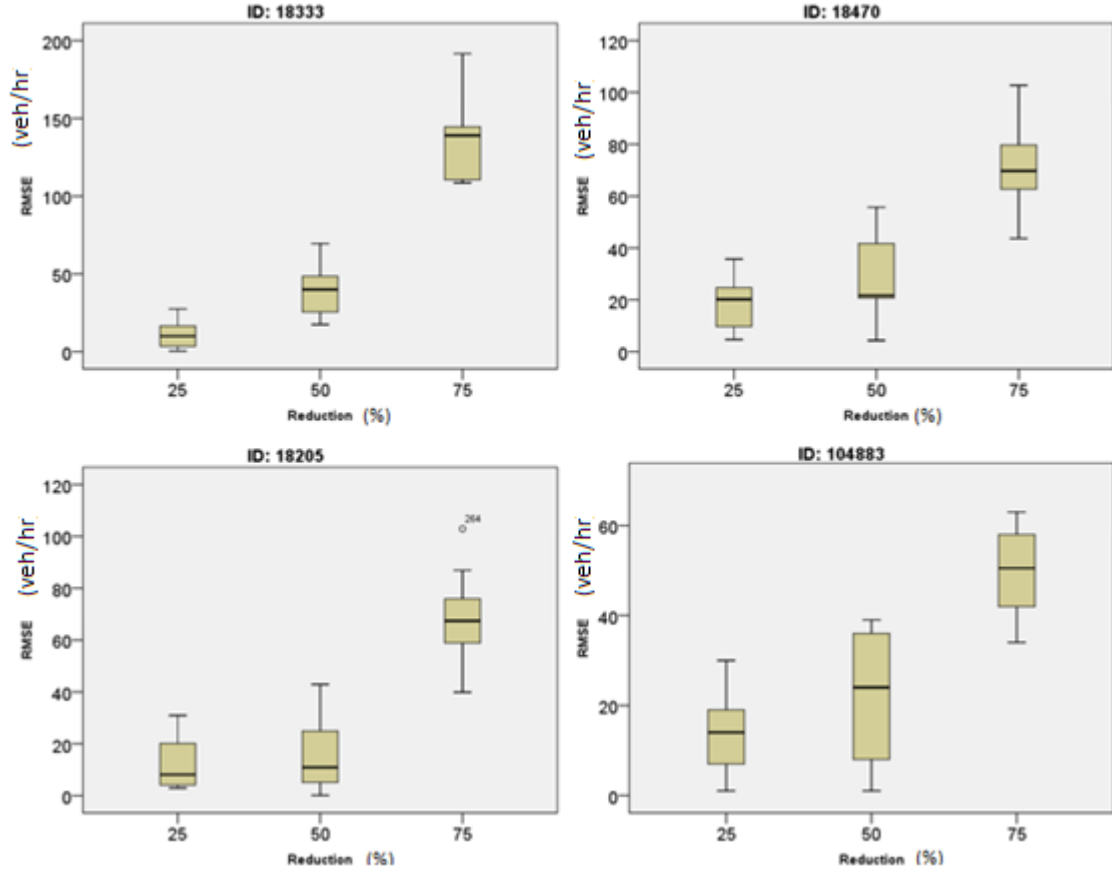 ID: 18333
RMSE (veh/hr)
200
150
100
50
0
25 50 75
Reduction (%)
ID: 18470
RMSE (veh/hr)
120
100
80
60
40
20
0
25 50 75
Reduction (%)
ID: 18205
RMSE (veh/hr)
120
100
80
60
40
20
0
264
25 50 75
Reduction (%)
ID: 104883
RMSE (veh/hr)
60
40
20
0
25 50 75
Reduction (%)